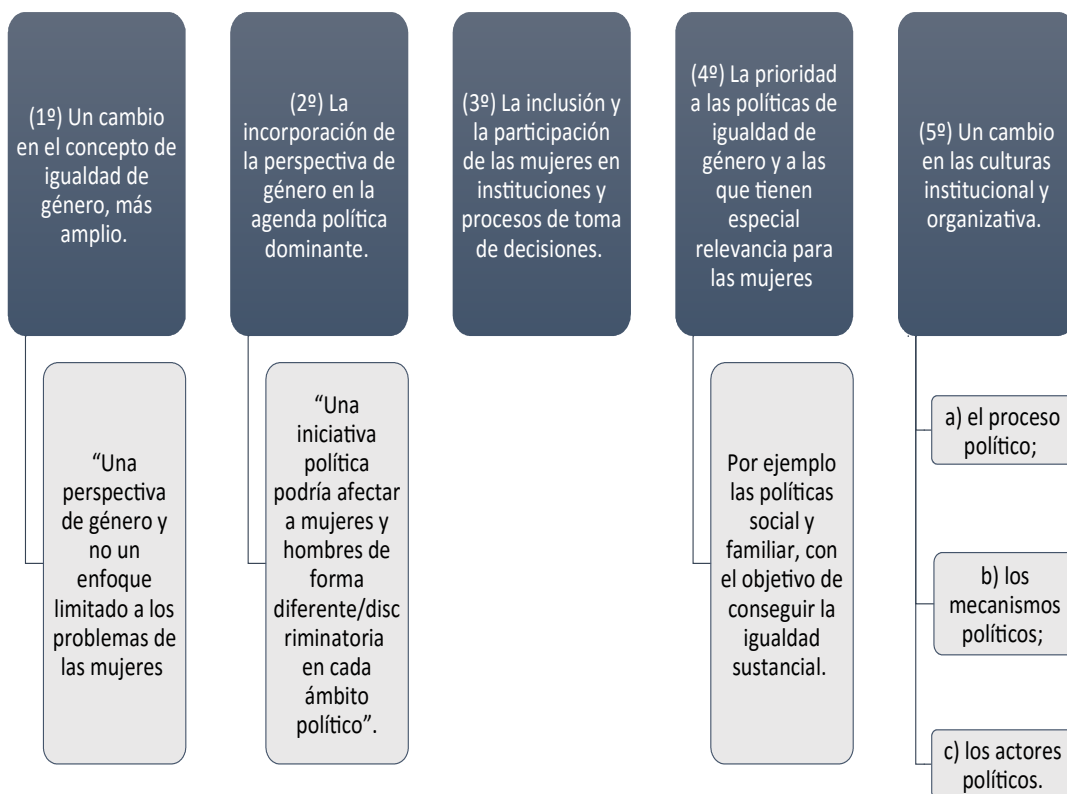 (1º) Un cambio
en el concepto de
igualdad de
género, más
amplio.
“Una
perspectiva
de género y
no un
enfoque
limitado a los
problemas de
las mujeres
(2º) La
incorporación de
la perspectiva de
género en la
agenda política
dominante.
“Una
iniciativa
política
podría afectar
a mujeres y
hombres de
forma
diferente/disc
riminatoria
en cada
ámbito
político”.
(3º) La inclusión y
la participación
de las mujeres en
instituciones y
procesos de toma
de decisiones.
(4º) La prioridad
a las políticas de
igualdad de
género y a las
que tienen
especial
relevancia para
las mujeres
Por ejemplo
las políticas
social y
familiar, con
el objetivo de
conseguir la
igualdad
sustancial.
(5º) Un cambio
en las culturas
institucional y
organizativa.
a) el proceso
político;
b) los
mecanismos
políticos;
c) los actores
políticos.